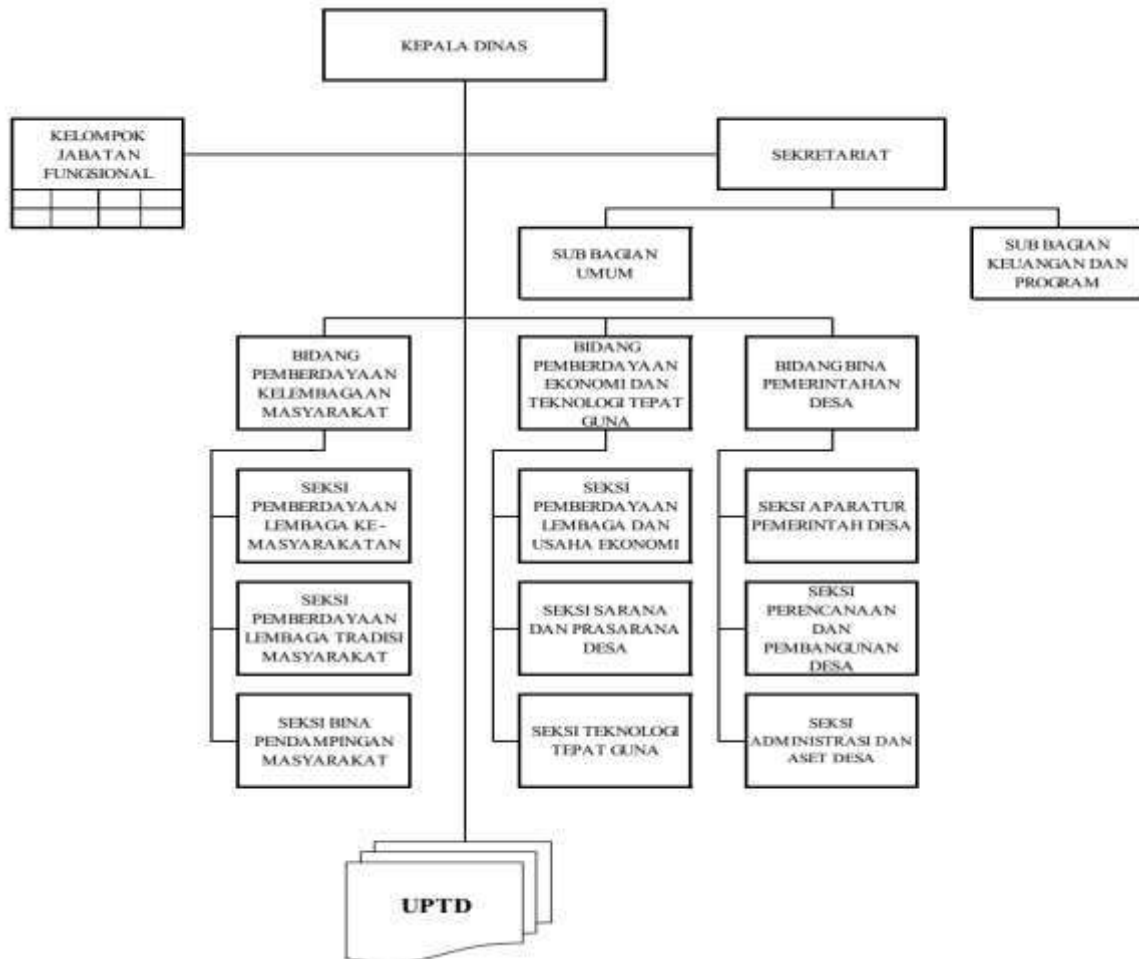 KEPALA DINAS
KELOMPOK
JABATAN
FUNGSIONAL
SEKRETARIAT
SUB BAGIAN
UMUM
SUB BAGIAN
KEUANGAN DAN
PROGRAM
BIDANG
PEMBERDAYAAN
KELEMBAGAAN
MASYARAKAT
BIDANG
PEMBERDAYAAN
EKONOMI DAN
TEKNOLOGI TEPAT
GUNA
BIDANG BINA
PEMERINTAHAN
DESA
SEKSI
PEMBERDAYAAN
LEMBAGA KE-
MASYARAKATAN
SEKSI
PEMBERDAYAAN
LEMBAGA DAN
USAHA EKONOMI
SEKSI APARATUR
PEMERINTAH DESA
SEKSI
PEMBERDAYAAN
LEMBAGA TRADISI
MASYARAKAT
SEKSI SARANA
DAN PRASARANA
DESA
SEKSI
PERENCANAAN
DAN
PEMBANGUNAN
DESA
SEKSI BINA
PENDAMPINGAN
MASYARAKAT
SEKSI TEKNOLOGI
TEPAT GUNA
SEKSI
ADMINISTRASI DAN
ASET DESA
UPTD